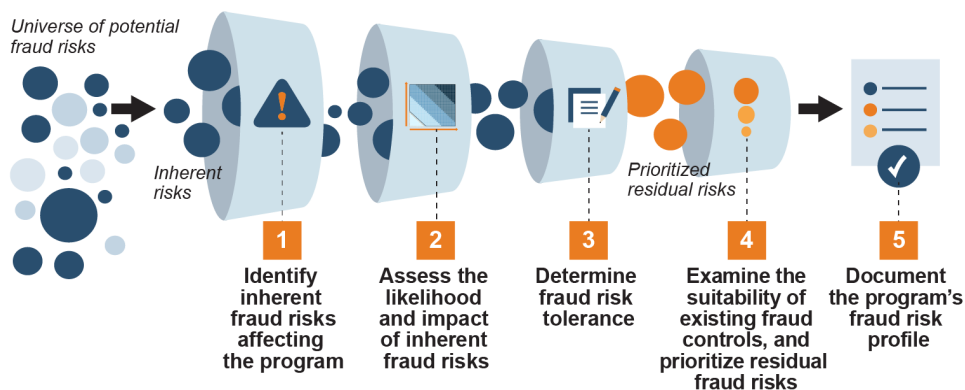 Universe of potential
fraud risks
Inherent
risks
Prioritized
residual risks
1
Identify
inherent
fraud risks
affecting
the program
2
Assess the
likelihood
and impact
of inherent
fraud risks
3
Determine
fraud risk
tolerance
4
Examine the
suitability of
existing fraud
controls, and
prioritize residual
fraud risks
5
Document
the program’s
fraud risk
profile